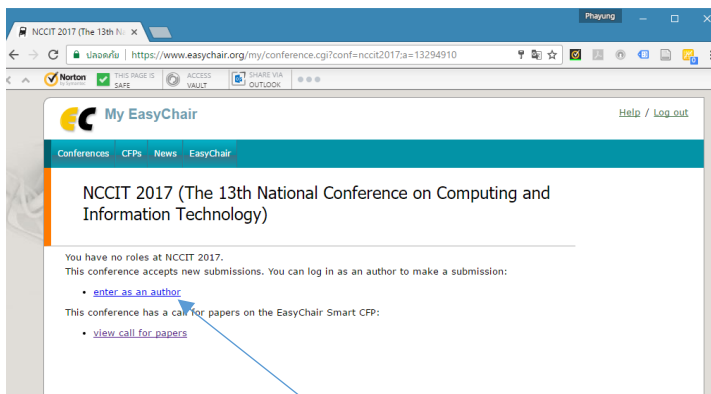 Phayung
NCCIT 2017 (The 13th Na
ปลอดภัย | https://www.easychair.org/my/conference.cgi?conf=nccit2017;a=13294910
Norton
by Symantec
THIS PAGE IS
SAFE
ACCESS
VAULT
SHARE VIA
OUTLOOK
My EasyChair
Help / Log out
Conferences CFPs News EasyChair
NCCIT 2017 (The 13th National Conference on Computing and
Information Technology)
You have no roles at NCCIT 2017.
This conference accepts new submissions. You can log in as an author to make a submission:
• enter as an author
This conference has a call for papers on the EasyChair Smart CFP:
• view call for papers